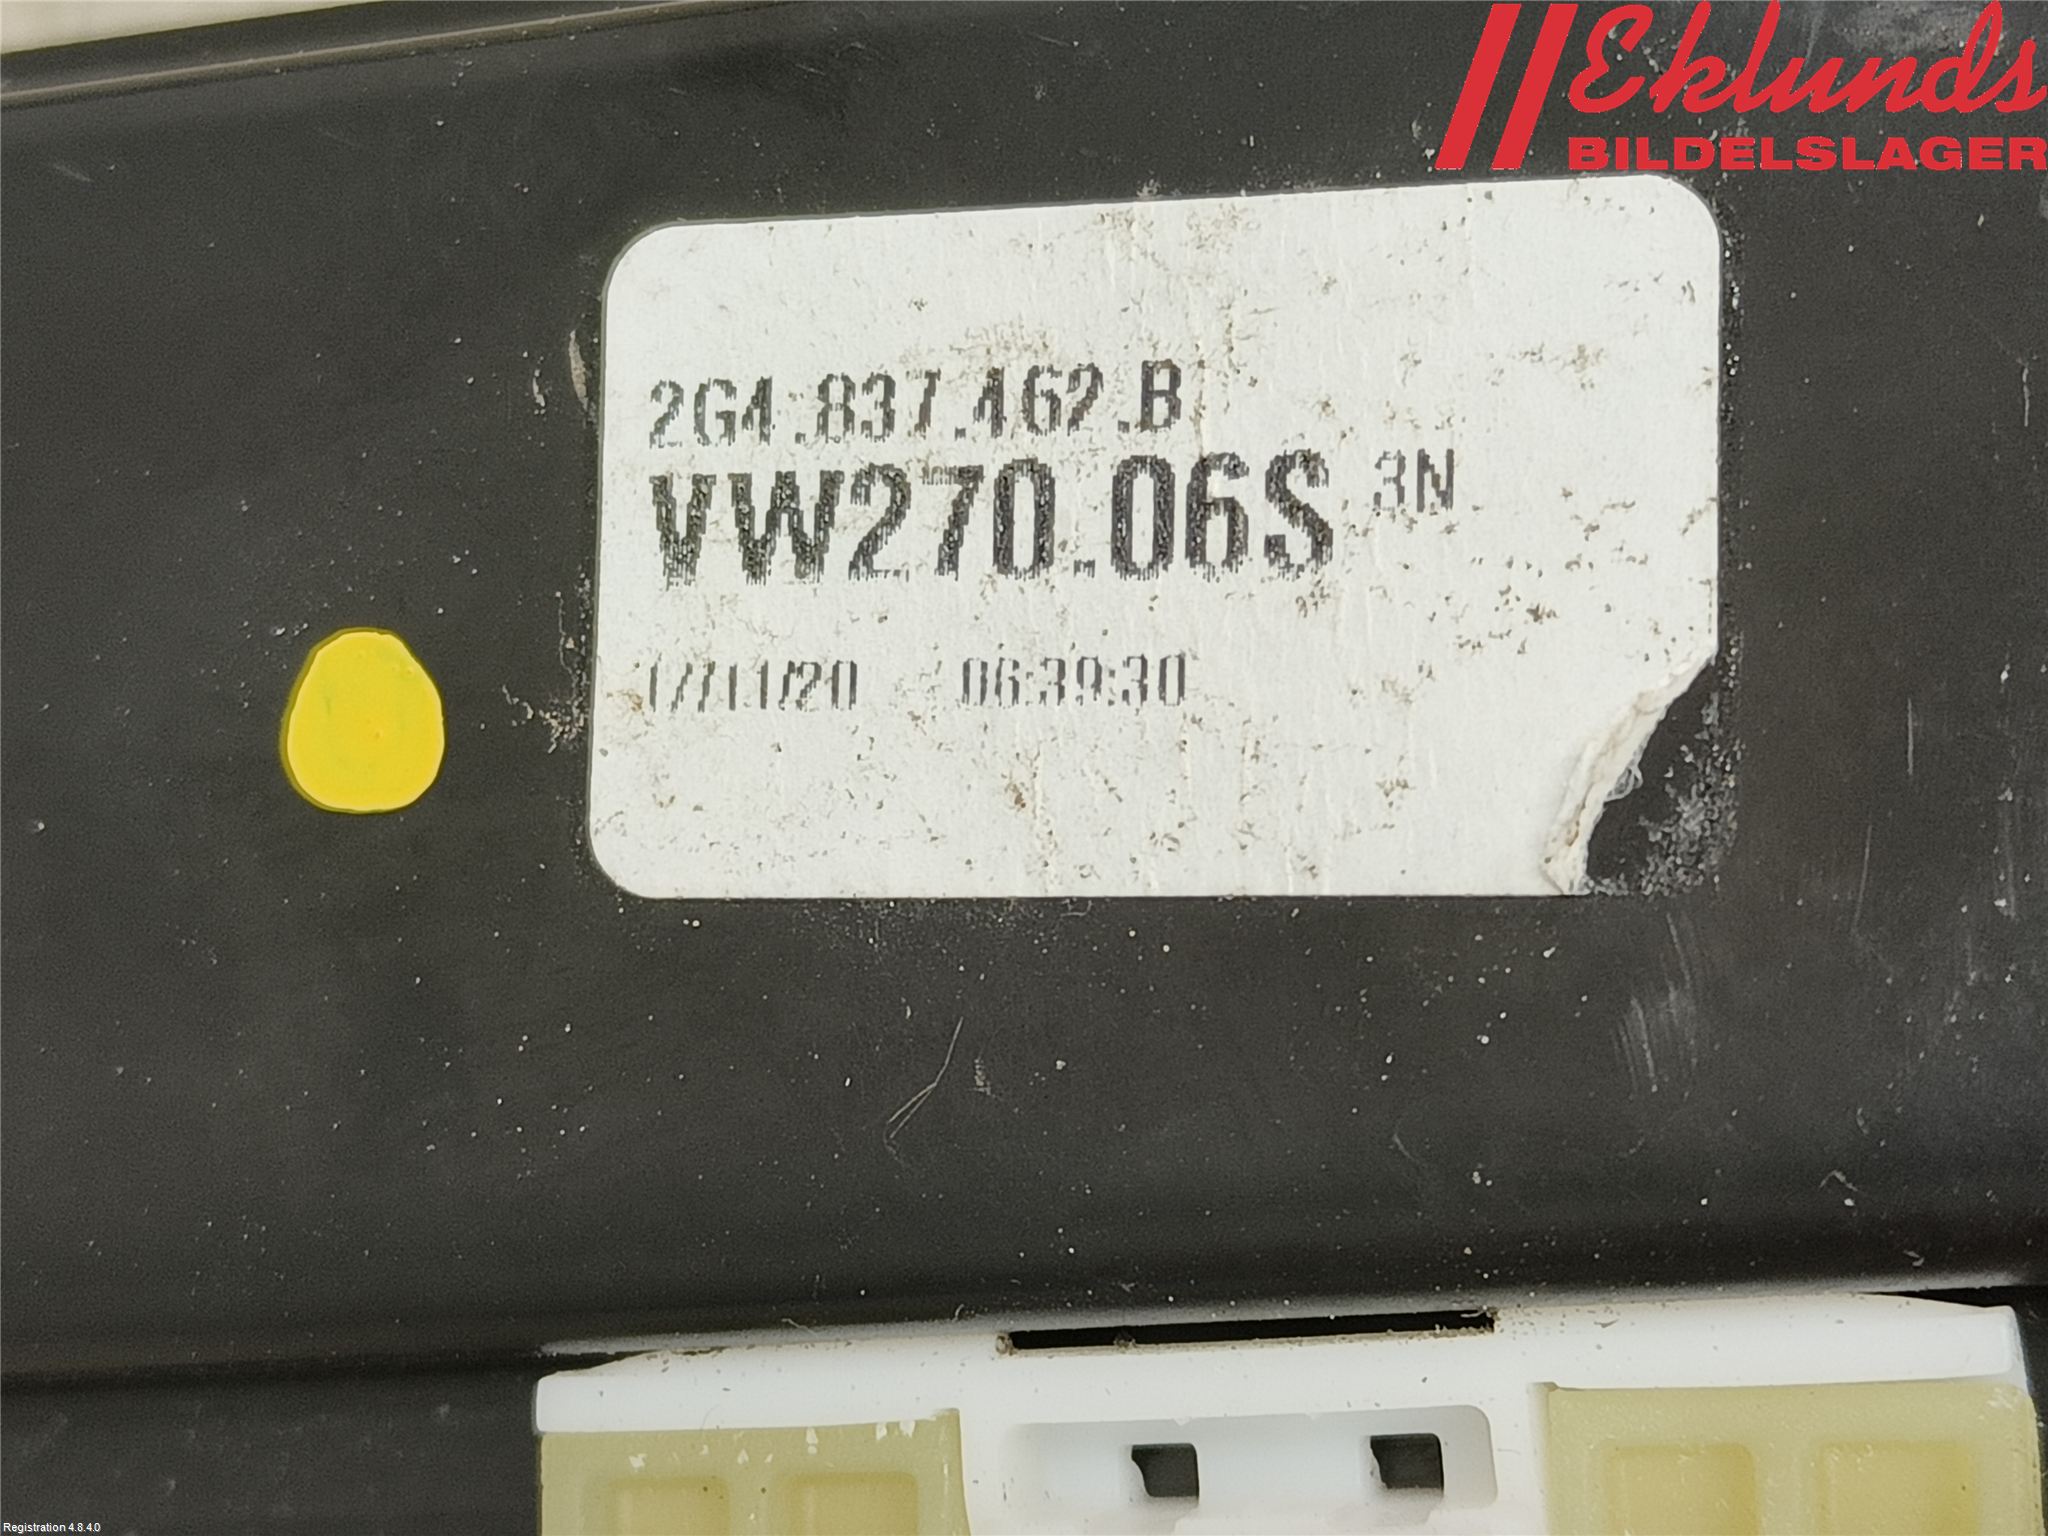 Eklunds
BILDELSLAGER
2G4.837.462.B
VW270.06S 3N
17/11/20 06:39:30
Registration 4.8.4.0